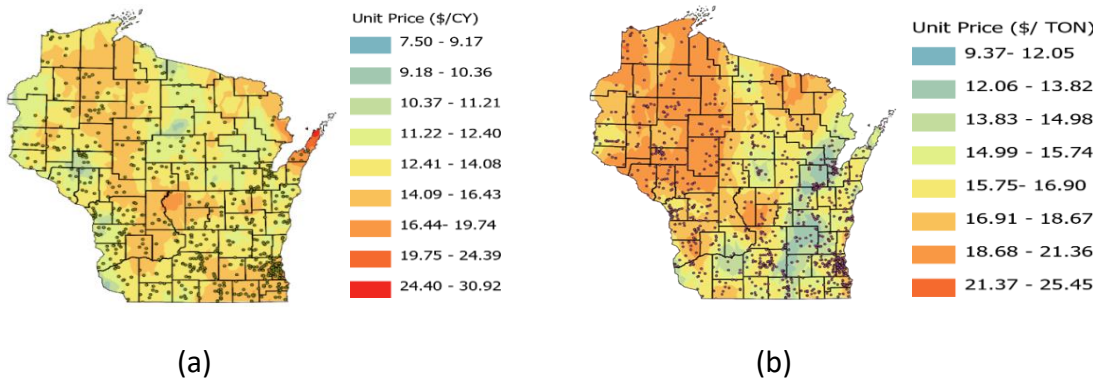 Unit Price ($/CY)
7.50 - 9.17
9.18 - 10.36
10.37 - 11.21
11.22 - 12.40
12.41 - 14.08
14.09 - 16.43
16.44- 19.74
19.75 - 24.39
24.40 - 30.92
(a)
Unit Price ($/ TON)
9.37- 12.05
12.06 - 13.82
13.83 - 14.98
14.99 - 15.74
15.75- 16.90
16.91 - 18.67
18.68 - 21.36
21.37 - 25.45
(b)